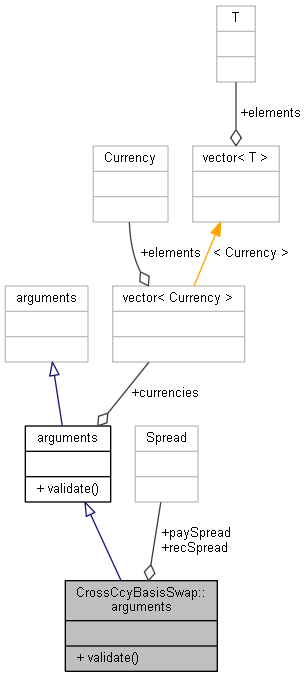 T
+elements
Currency
vector< T >
+elements
< Currency >
arguments
vector< Currency >
+currencies
arguments
+ validate()
Spread
+paySpread
+recSpread
CrossCcyBasisSwap::
arguments
+ validate()